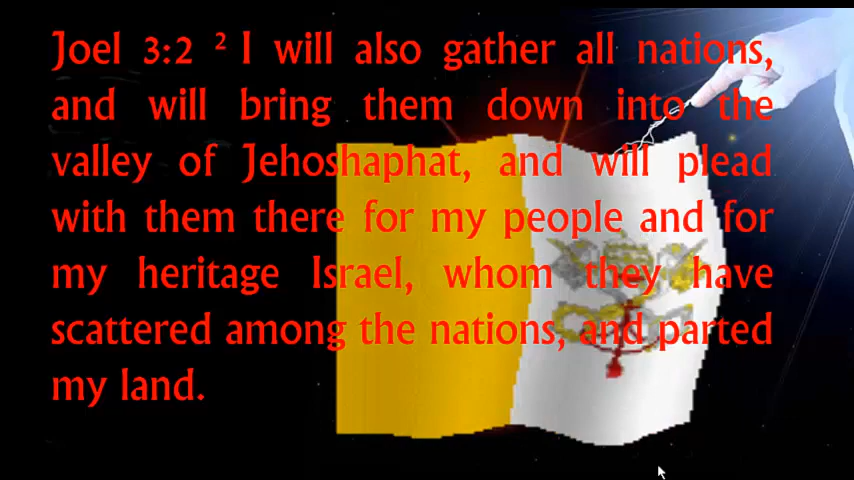 Joel 3:2 ² I will also gather all nations,
and will bring them down into the
valley of Jehoshaphat, and will plead
with them there for my people and for
my heritage Israel, whom they have
scattered among the nations, and parted
my land.